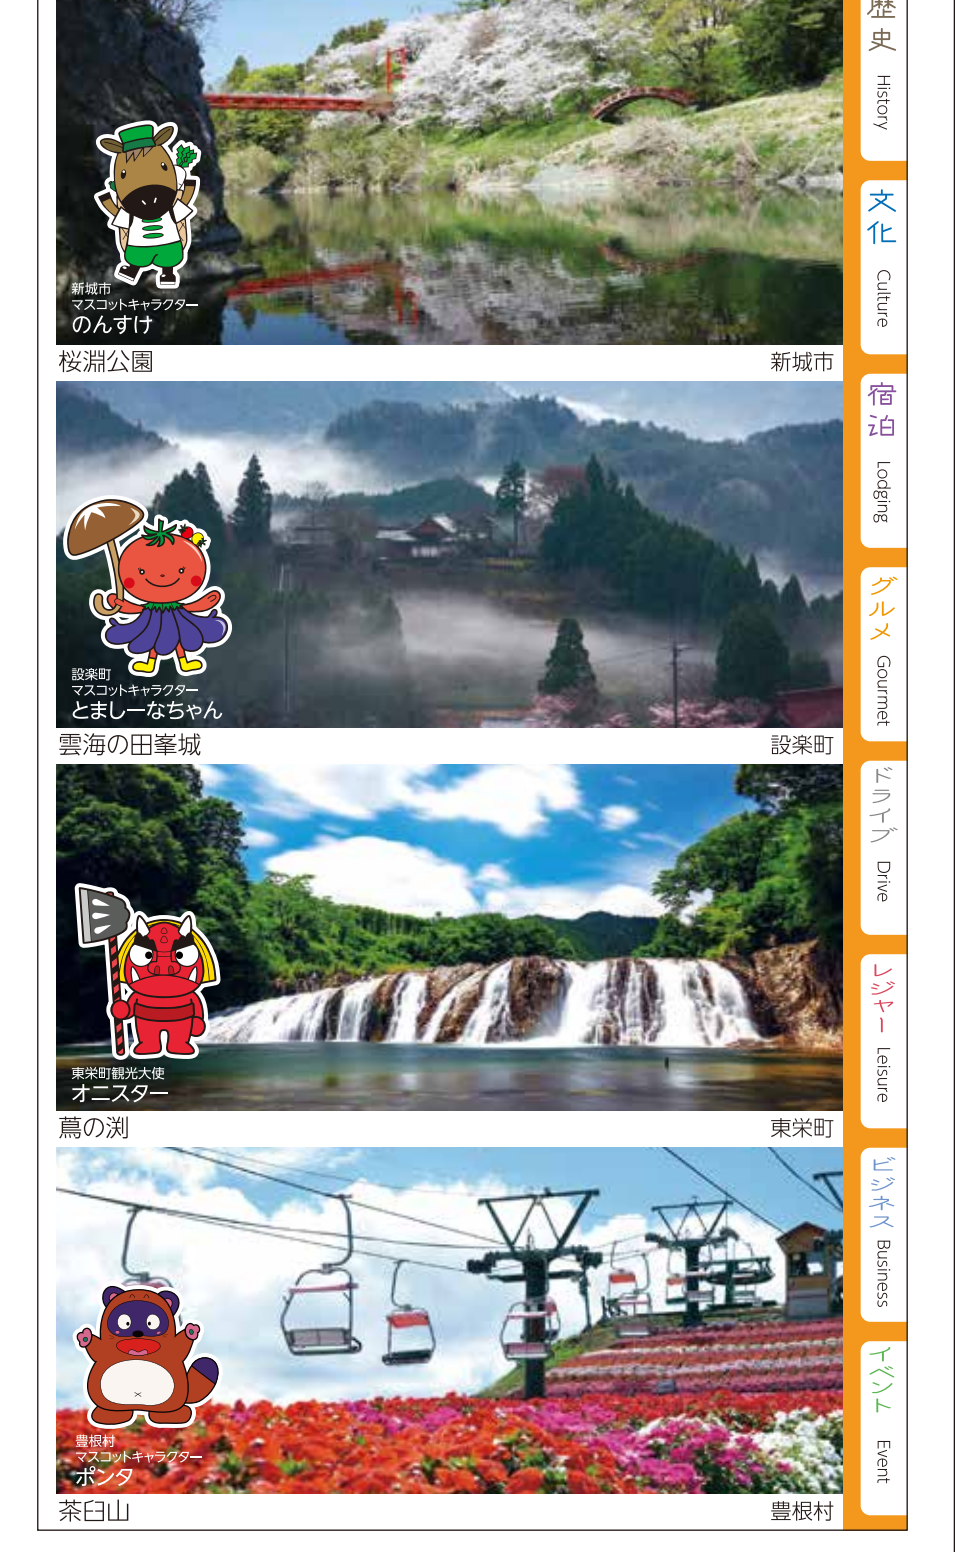 新城市
マスコットキャラクター
のんすけ
桜淵公園
新城市
設楽町
マスコットキャラクター
とましーなちゃん
雲海の田峯城
設楽町
東栄町観光大使
オニスター
蔦の渕
東栄町
豊根村
マスコットキャラクター
ポンタ
茶臼山
豊根村
歴史
History
文化
Culture
宿泊
Lodging
グルメ
Gourmet
ドライブ
Drive
レジャー
Leisure
ビジネス
Business
イベント
Event